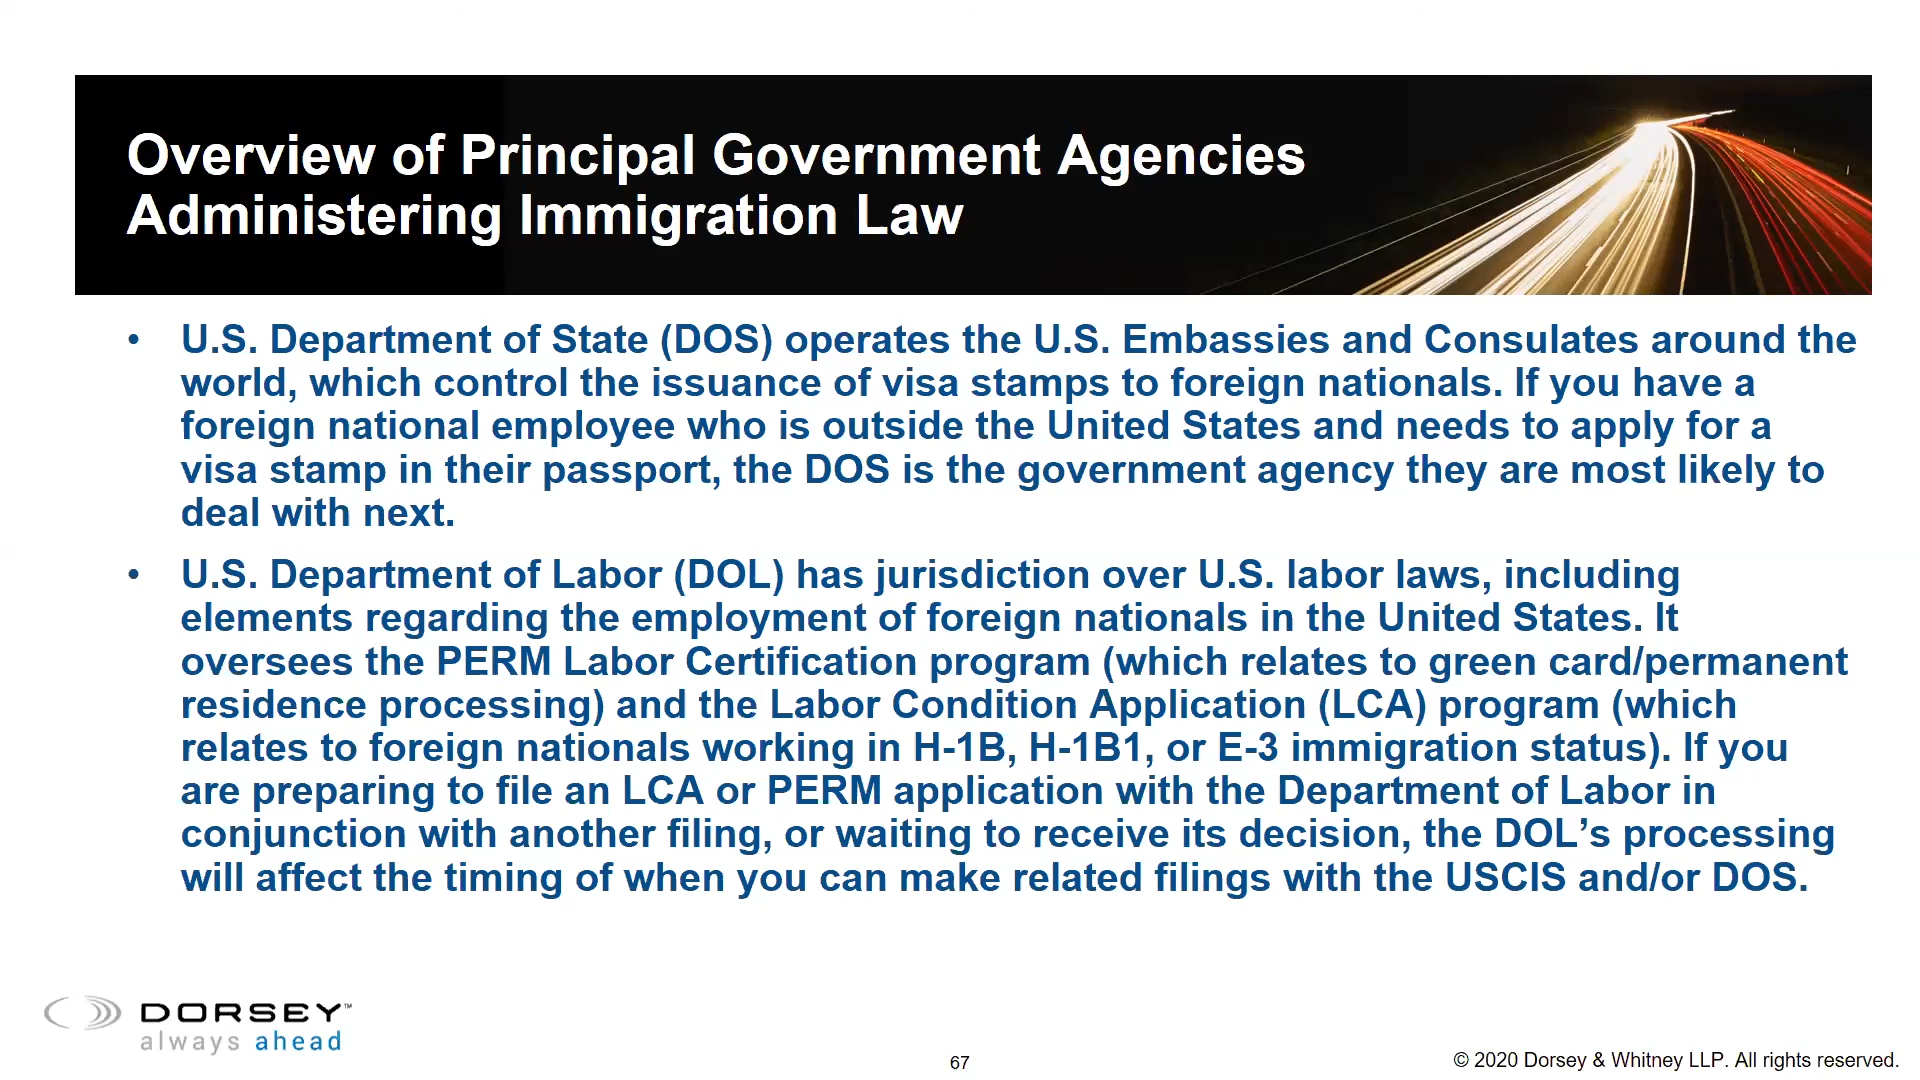 Overview of Principal Government Agencies
Administering Immigration Law
• U.S. Department of State (DOS) operates the U.S. Embassies and Consulates around the
world, which control the issuance of visa stamps to foreign nationals. If you have a
foreign national employee who is outside the United States and needs to apply for a
visa stamp in their passport, the DOS is the government agency they are most likely to
deal with next.
• U.S. Department of Labor (DOL) has jurisdiction over U.S. labor laws, including
elements regarding the employment of foreign nationals in the United States. It
oversees the PERM Labor Certification program (which relates to green card/permanent
residence processing) and the Labor Condition Application (LCA) program (which
relates to foreign nationals working in H-1B, H-1B1, or E-3 immigration status). If you
are preparing to file an LCA or PERM application with the Department of Labor in
conjunction with another filing, or waiting to receive its decision, the DOL’s processing
will affect the timing of when you can make related filings with the USCIS and/or DOS.
DORSEY™
always ahead
67
© 2020 Dorsey & Whitney LLP. All rights reserved.